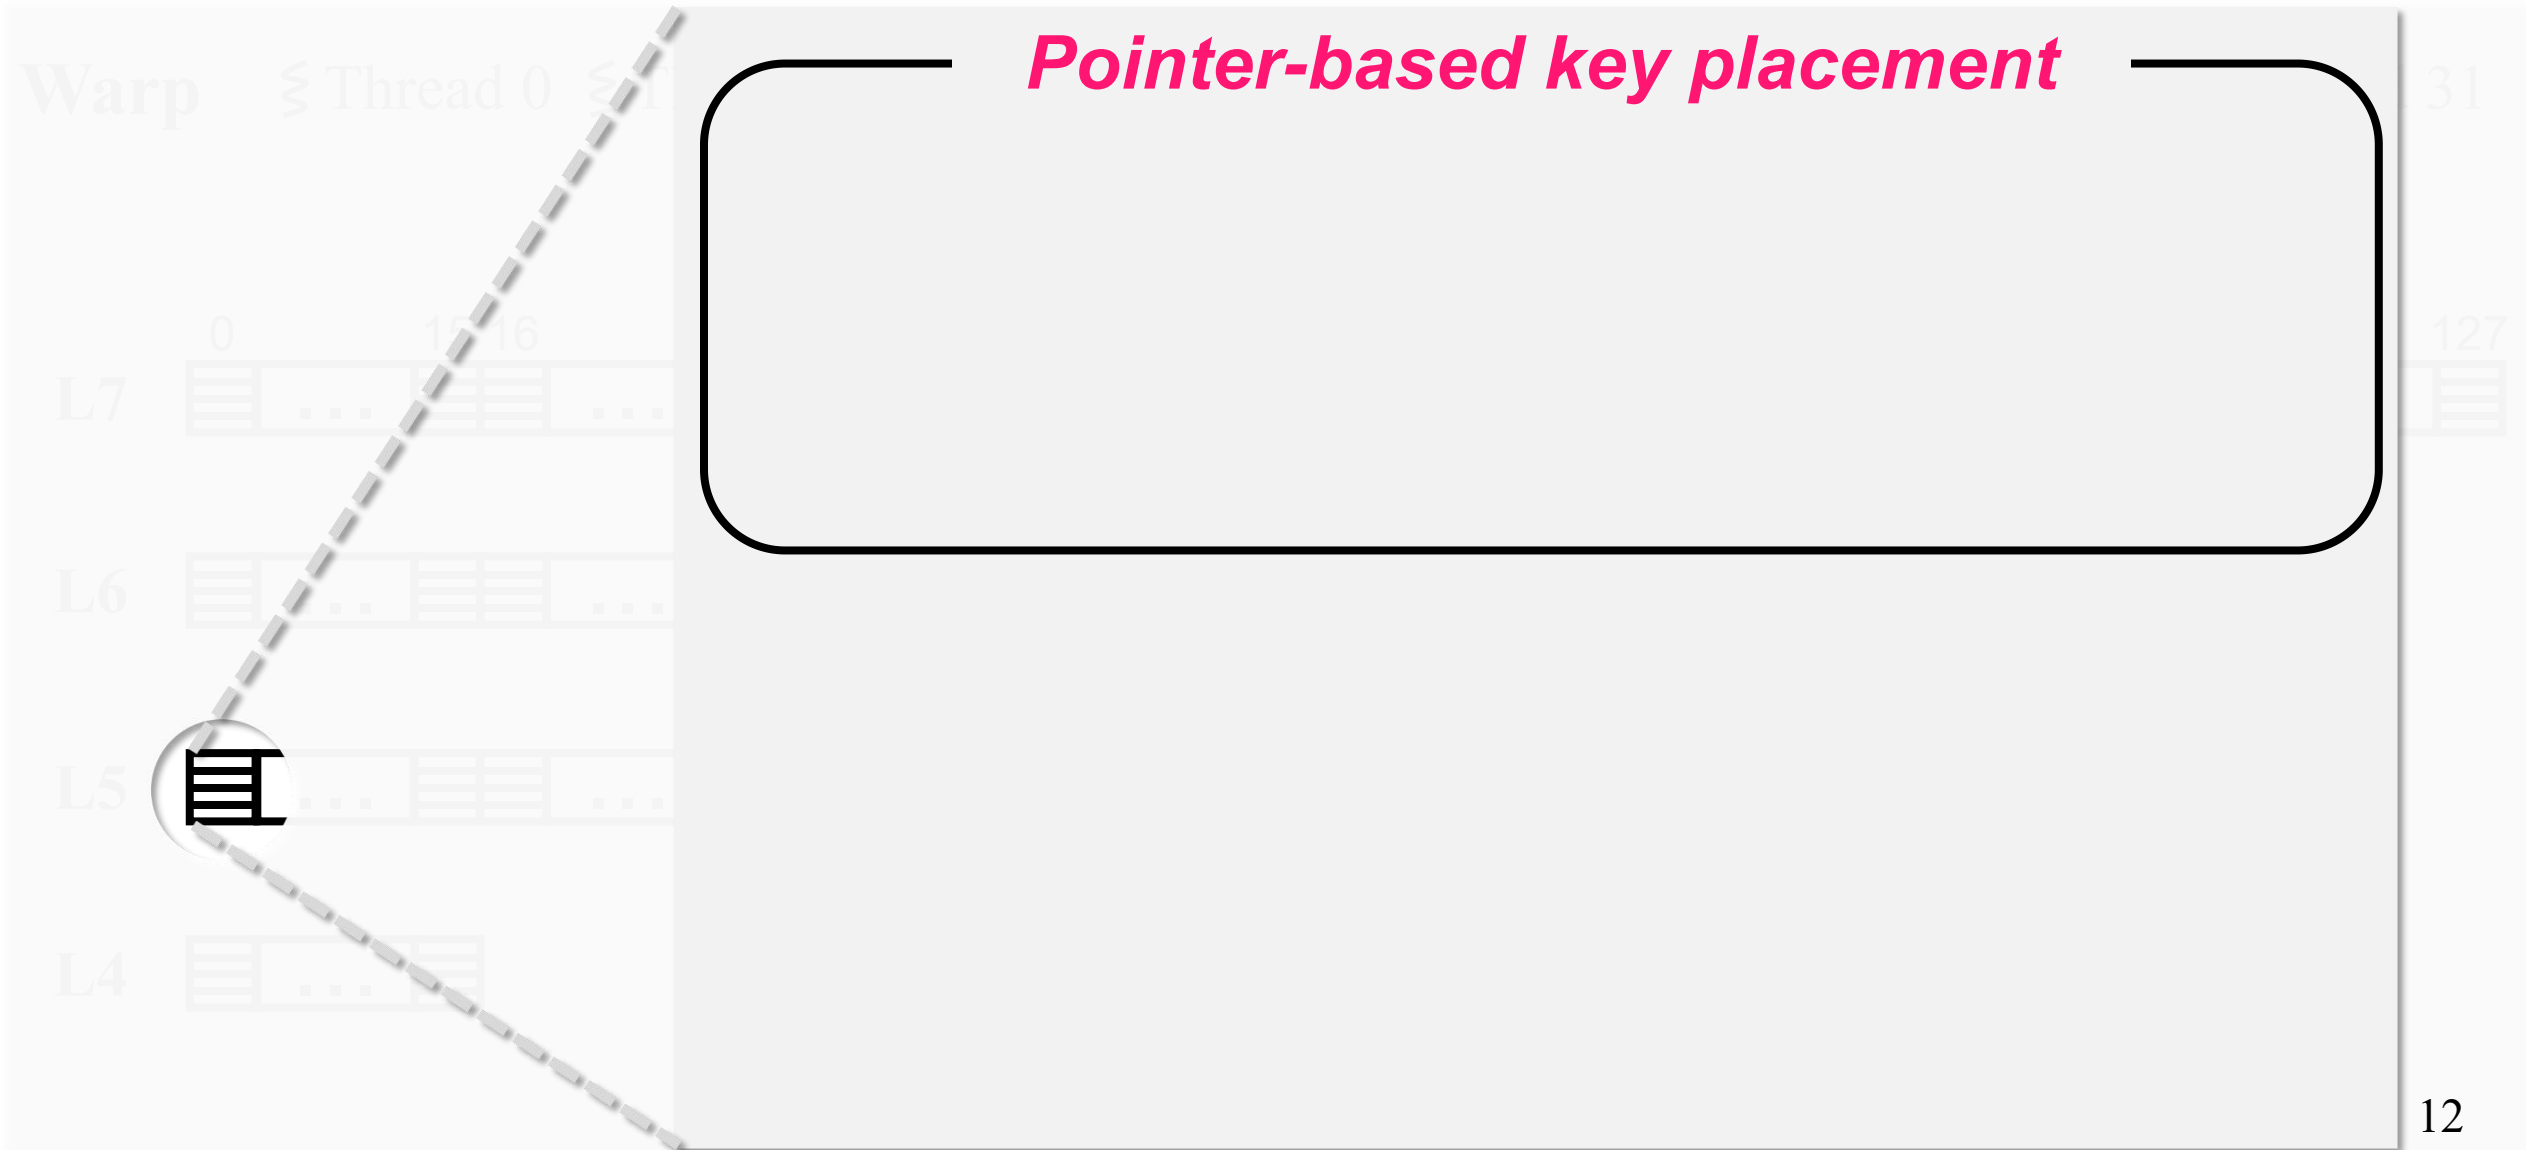 Pointer-based key placement
Warp Thread 0 31
0 15 16 127
L7 ... ...
L6 ... ...
L5 ... ...
L4 ...
12